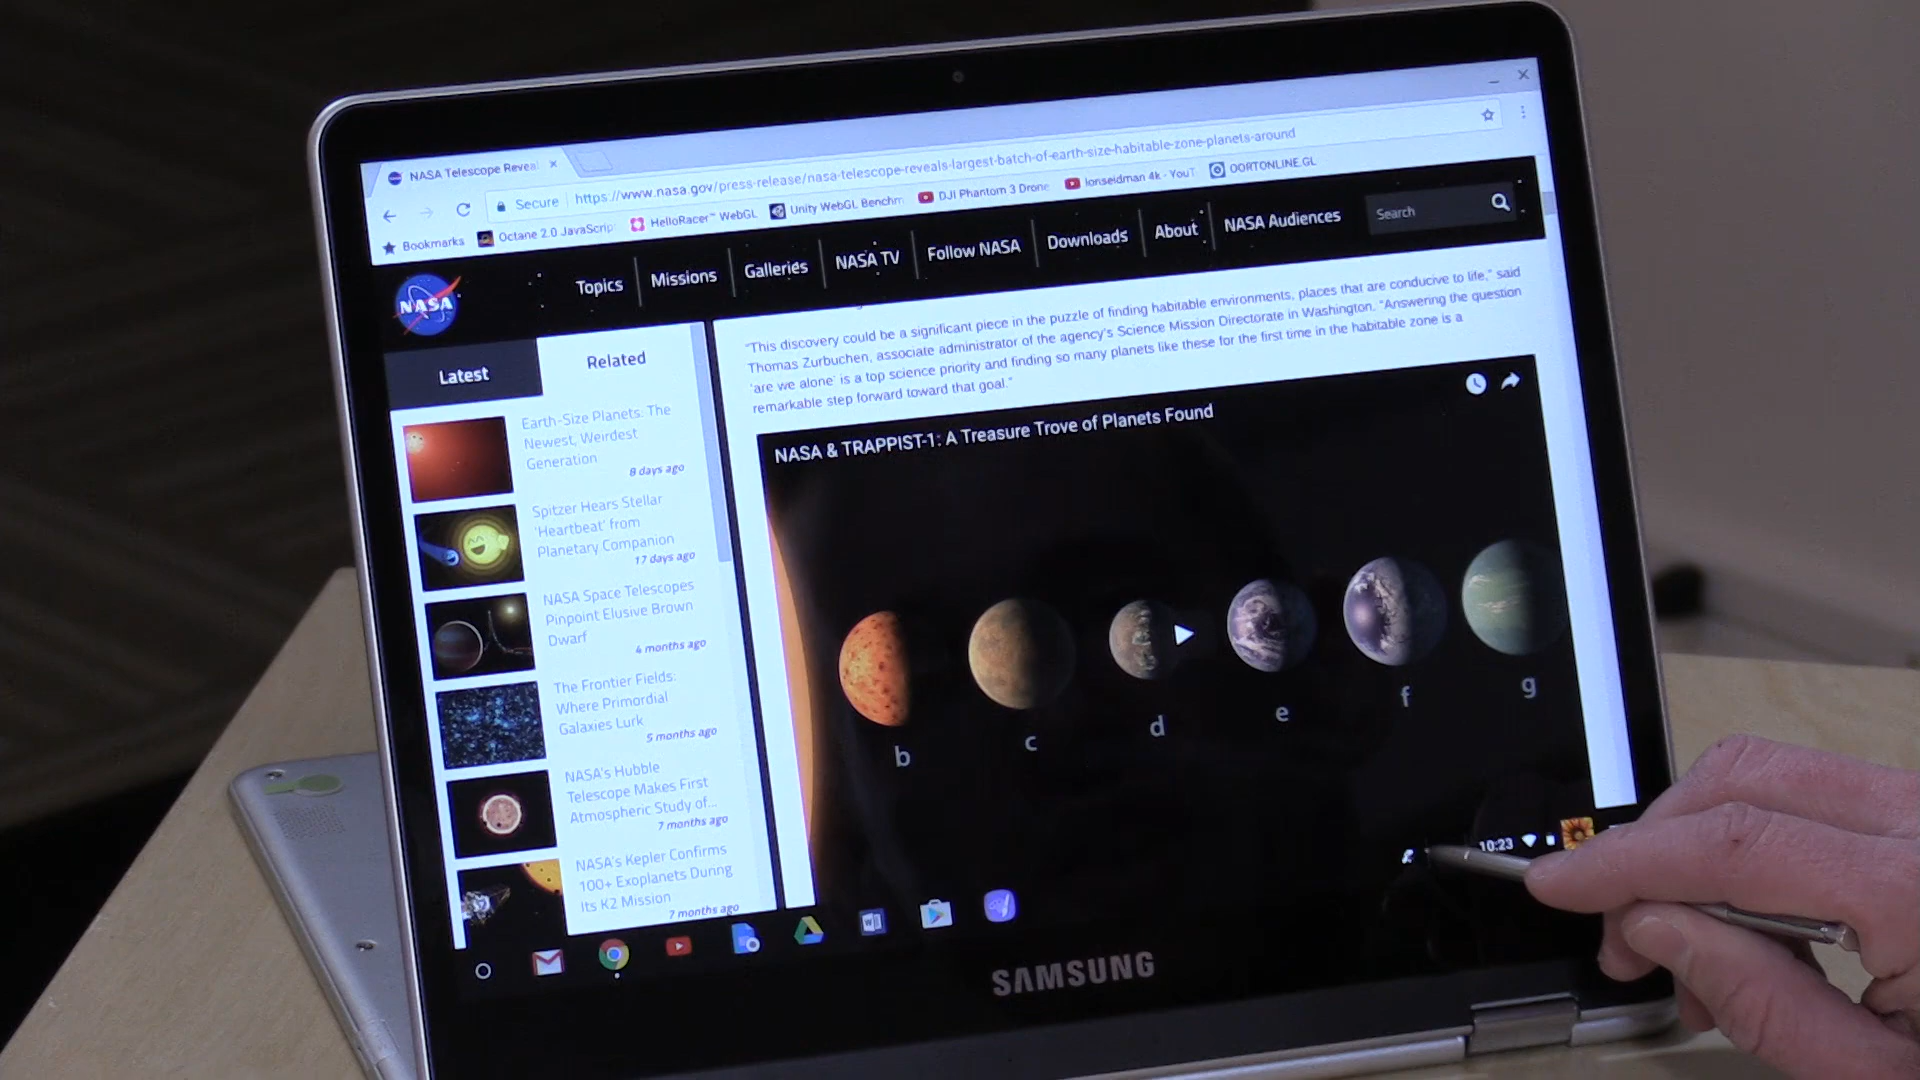 NASA Telescope Reveal
Secure https://www.nasa.gov/press-release/nasa-telescope-reveals-largest-batch-of-earth-size-habitable-zone-planets-around
Bookmarks Octane 2.0 JavaScrip HelloRacer™ WebGL Unity WebGL Benchm DJI Phantom 3 Drone lonseidman 4k - YouT OORTONLINE.GL
NASA Topics Missions Galleries NASA TV Follow NASA Downloads About NASA Audiences Search
Latest Related
Earth-Size Planets: The
Newest, Weirdest
Generation
8 days ago
Spitzer Hears Stellar
'Heartbeat' from
Planetary Companion
17 days ago
NASA Space Telescopes
Pinpoint Elusive Brown
Dwarf
4 months ago
The Frontier Fields:
Where Primordial
Galaxies Lurk
5 months ago
NASA's Hubble
Telescope Makes First
Atmospheric Study of...
7 months ago
NASA's Kepler Confirms
100+ Exoplanets During
Its K2 Mission
7 months ago
"This discovery could be a significant piece in the puzzle of finding habitable environments, places that are conducive to life," said
Thomas Zurbuchen, associate administrator of the agency's Science Mission Directorate in Washington. "Answering the question
'are we alone' is a top science priority and finding so many planets like these for the first time in the habitable zone is a
remarkable step forward toward that goal."
NASA & TRAPPIST-1: A Treasure Trove of Planets Found
b c d e f g
10:23
SAMSUNG